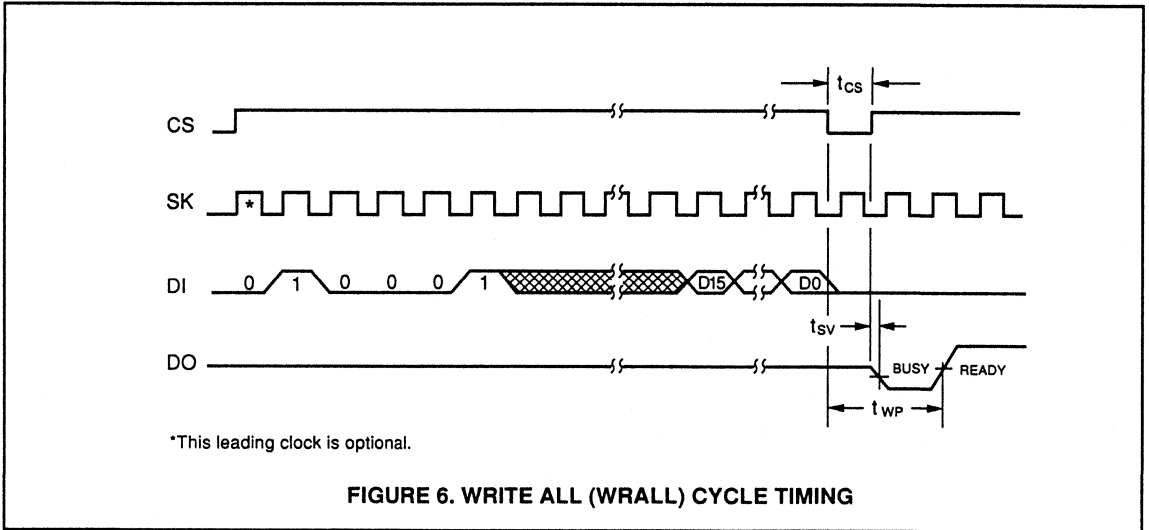 tCS
CS
SK *
DI 0 1 0 0 0 1 D15 D0
tSV
DO BUSY READY
tWP
*This leading clock is optional.
FIGURE 6. WRITE ALL (WRALL) CYCLE TIMING